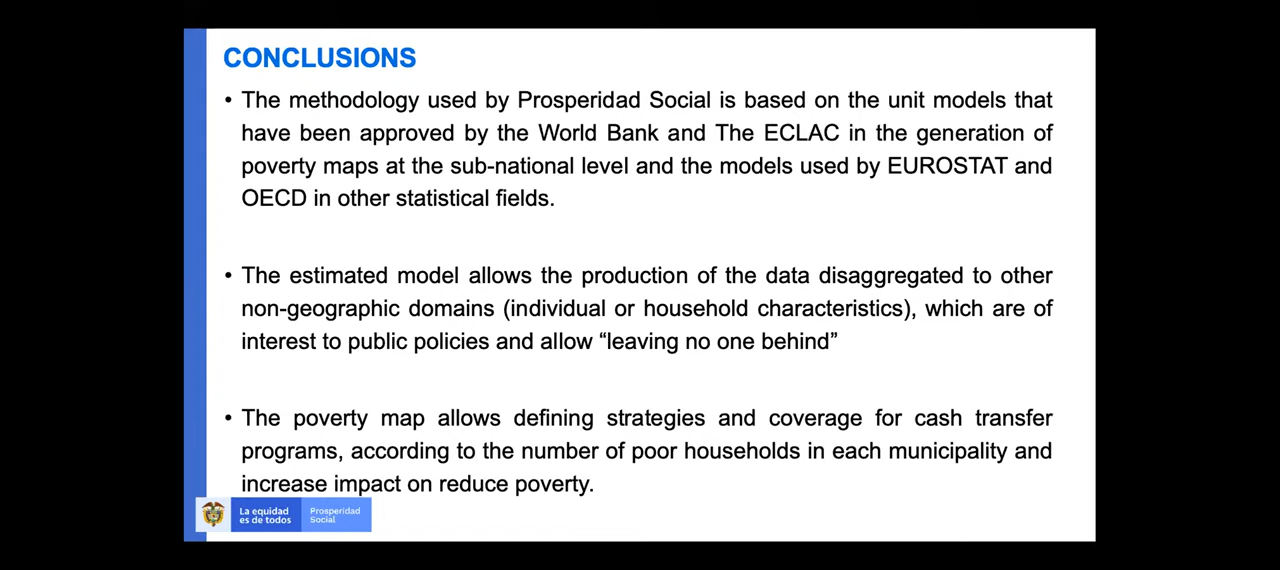 CONCLUSIONS
• The methodology used by Prosperidad Social is based on the unit models that
have been approved by the World Bank and The ECLAC in the generation of
poverty maps at the sub-national level and the models used by EUROSTAT and
OECD in other statistical fields.
• The estimated model allows the production of the data disaggregated to other
non-geographic domains (individual or household characteristics), which are of
interest to public policies and allow “leaving no one behind”
• The poverty map allows defining strategies and coverage for cash transfer
programs, according to the number of poor households in each municipality and
increase impact on reduce poverty.
La equidad
es de todos
Prosperidad
Social